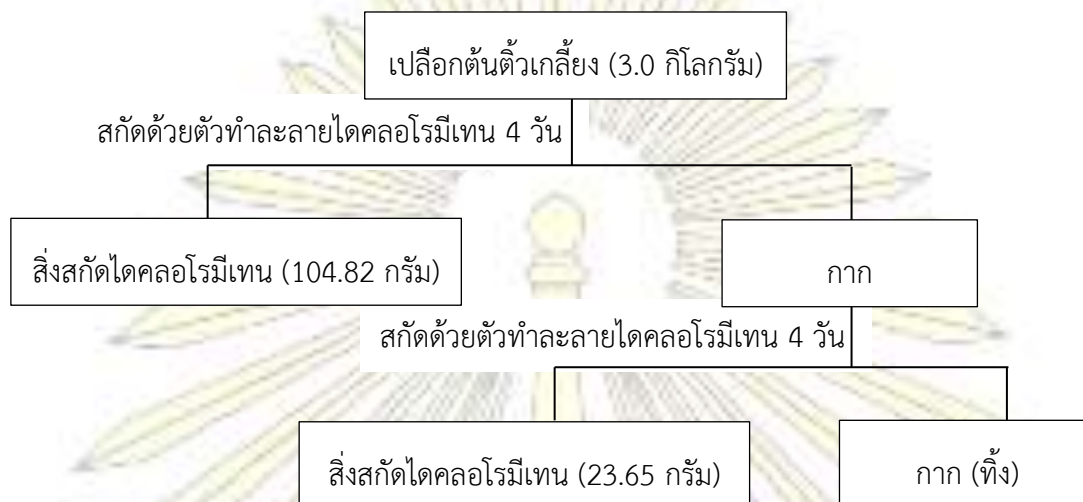 เปลือกต้นติ้วเกลี้ยง (3.0 กิโลกรัม)
สกัดด้วยตัวทำละลายไดคลอโรมีเทน 4 วัน
สิ่งสกัดไดคลอโรมีเทน (104.82 กรัม)
กาก
สกัดด้วยตัวทำละลายไดคลอโรมีเทน 4 วัน
สิ่งสกัดไดคลอโรมีเทน (23.65 กรัม)
กาก (ทิ้ง)